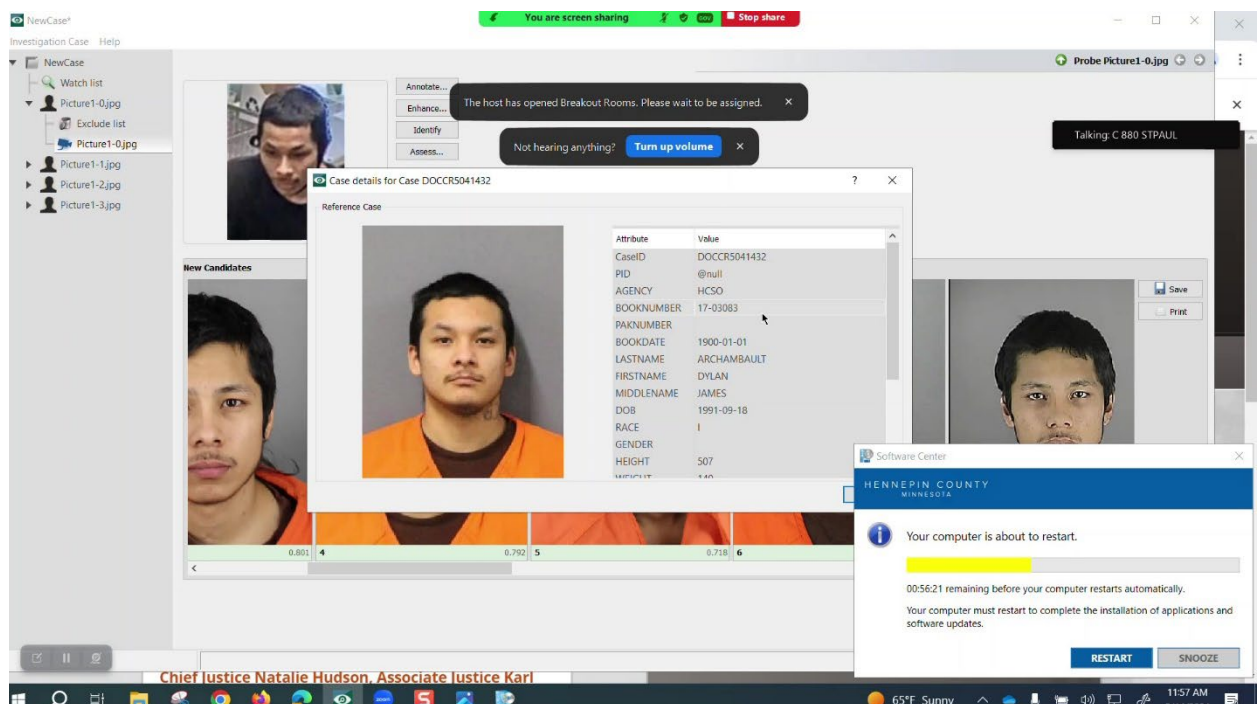 NewCase*
You are screen sharing
GOV
Stop share
Investigation Case Help
NewCase
Watch list
Picture1-0.jpg
Exclude list
Picture1-0.jpg
Picture1-1.jpg
Picture1-2.jpg
Picture1-3.jpg
Probe Picture1-0.jpg
Annotate...
Enhance...
Identify
Assess...
The host has opened Breakout Rooms. Please wait to be assigned.
Not hearing anything? Turn up volume
Talking: C 880 STPAUL
Case details for Case DOCCR5041432
?
Reference Case
Attribute Value
CaseID DOCCR5041432
PID @null
AGENCY HCSO
BOOKNUMBER 17-03083
PAKNUMBER
BOOKDATE 1900-01-01
LASTNAME ARCHAMBAULT
FIRSTNAME DYLAN
MIDDLENAME JAMES
DOB 1991-09-18
RACE I
GENDER
HEIGHT 507
WEIGHT 140
New Candidates
Save
Print
0.801 4 0.792 5 0.718 6
Software Center
HENNEPIN COUNTY
MINNESOTA
Your computer is about to restart.
00:56:21 remaining before your computer restarts automatically.
Your computer must restart to complete the installation of applications and
software updates.
RESTART SNOOZE
Chief Justice Natalie Hudson, Associate Justice Karl
65°F Sunny
11:57 AM